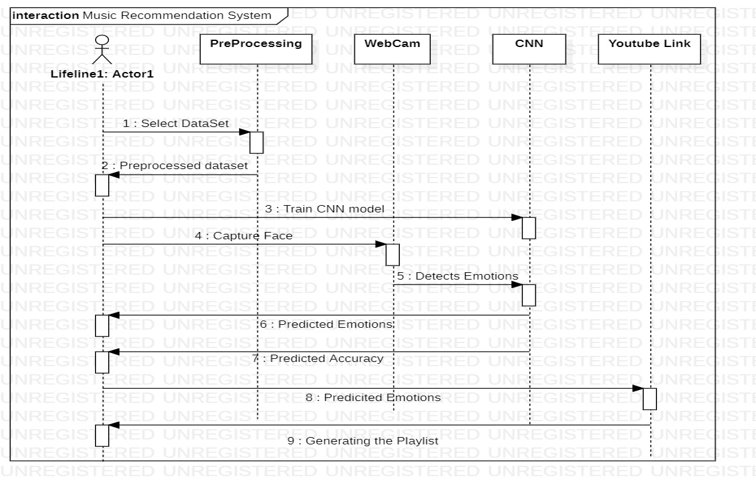 interaction Music Recommendation System
PreProcessing WebCam CNN Youtube Link
Lifeline1: Actor1
1 : Select DataSet
2 : Preprocessed dataset
3 : Train CNN model
4 : Capture Face
5 : Detects Emotions
6 : Predicted Emotions
7 : Predicted Accuracy
8 : Predicited Emotions
9 : Generating the Playlist
UNREGISTERED